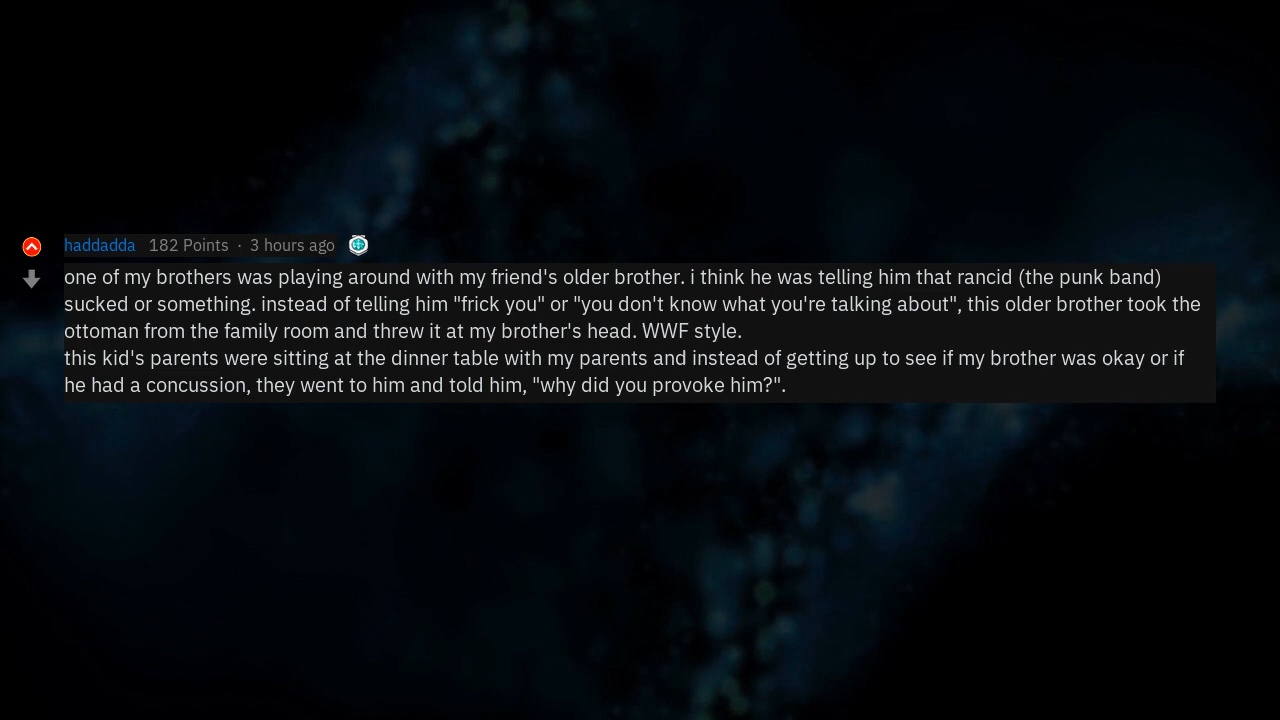 haddadda 182 Points · 3 hours ago
one of my brothers was playing around with my friend's older brother. i think he was telling him that rancid (the punk band)
sucked or something. instead of telling him "frick you" or "you don't know what you're talking about", this older brother took the
ottoman from the family room and threw it at my brother's head. WWF style.
this kid's parents were sitting at the dinner table with my parents and instead of getting up to see if my brother was okay or if
he had a concussion, they went to him and told him, "why did you provoke him?".